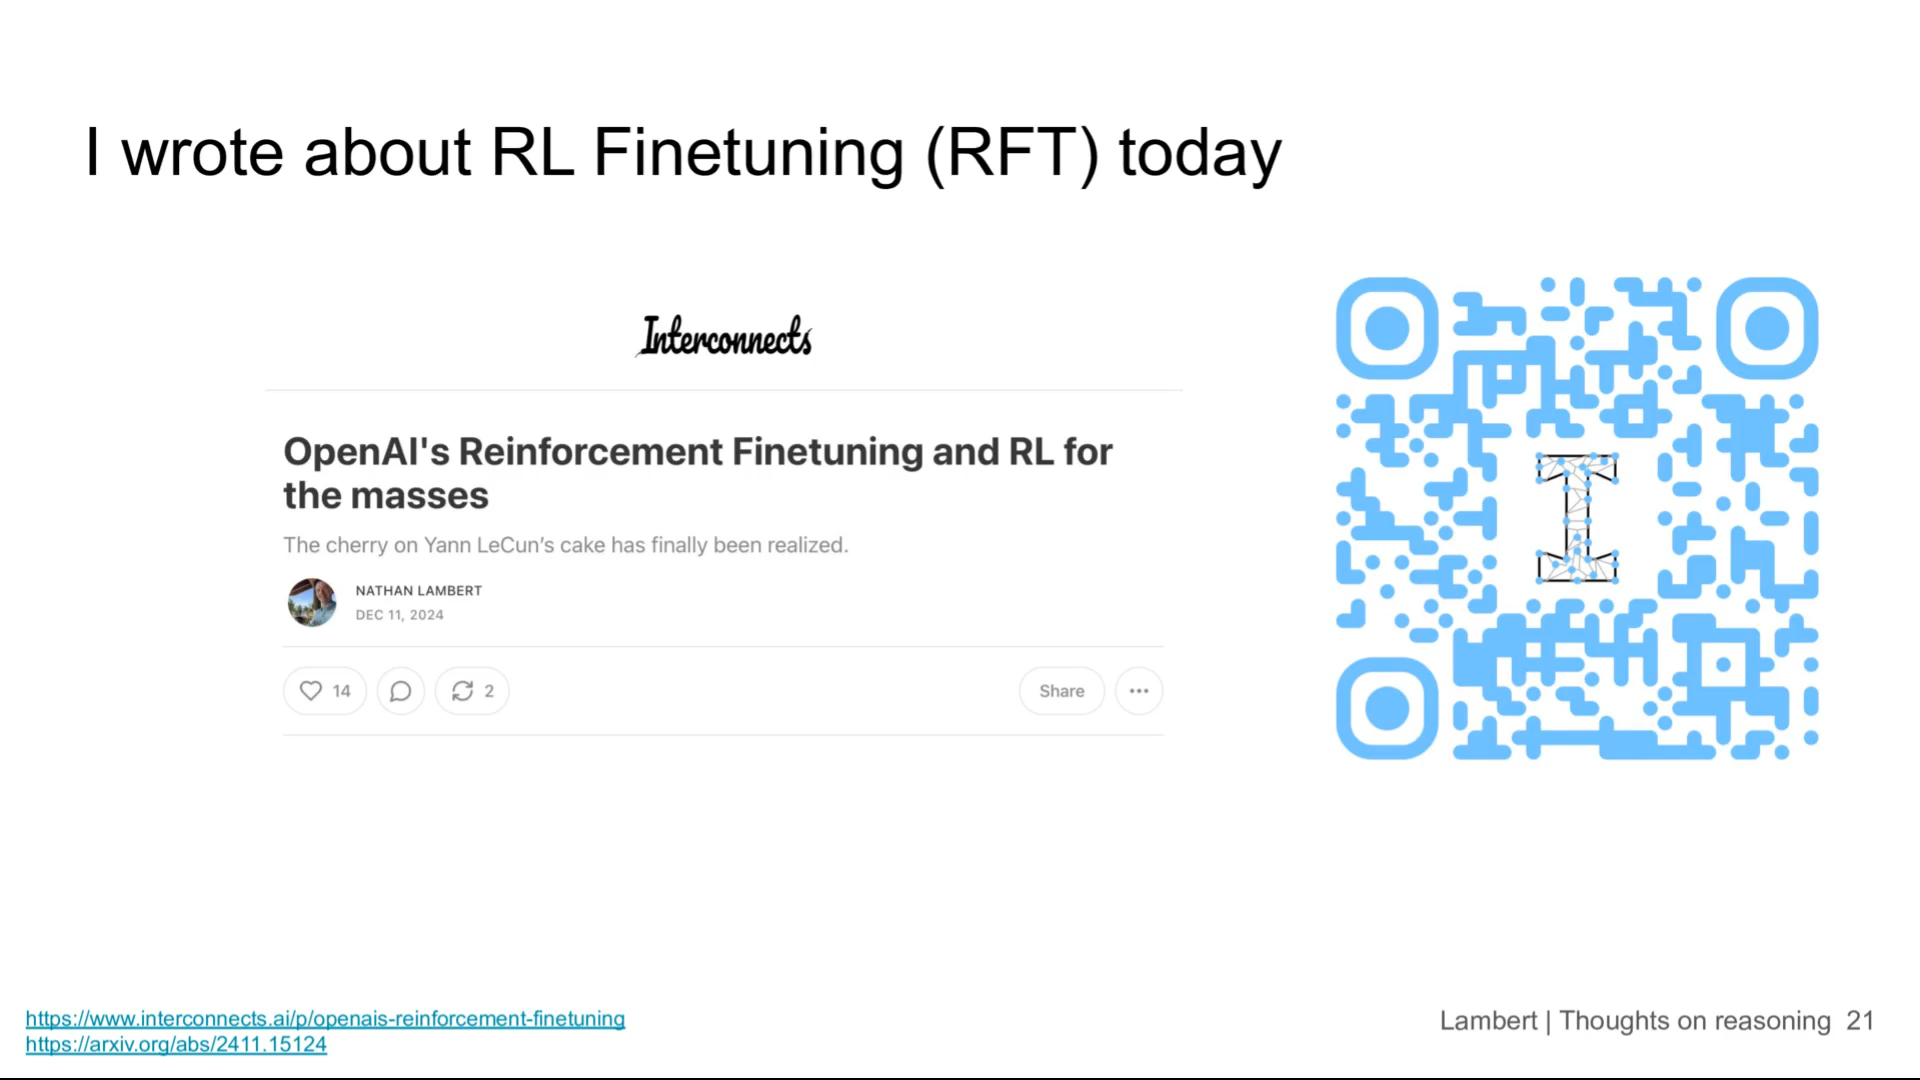 I wrote about RL Finetuning (RFT) today
Interconnects
OpenAI's Reinforcement Finetuning and RL for
the masses
The cherry on Yann LeCun's cake has finally been realized.
NATHAN LAMBERT
DEC 11, 2024
14
2
Share
I
https://www.interconnects.ai/p/openais-reinforcement-finetuning
https://arxiv.org/abs/2411.15124
Lambert | Thoughts on reasoning 21